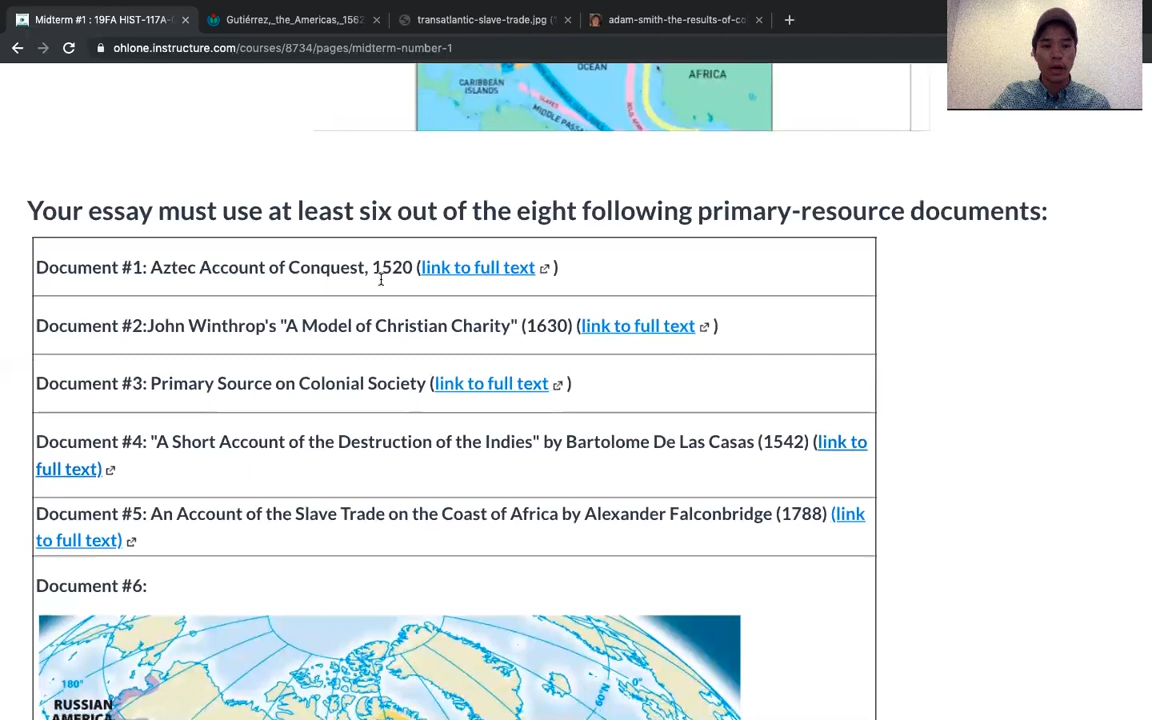 Midterm #1 : 19FA HIST-117A-
Gutiérrez,_the_Americas,_1562
transatlantic-slave-trade.jpg (
adam-smith-the-results-of-co
ohlone.instructure.com/courses/8734/pages/midterm-number-1
OCEAN
AFRICA
CARIBBEAN
ISLANDS
SLAVES
MIDDLE PASSA
Your essay must use at least six out of the eight following primary-resource documents:
Document #1: Aztec Account of Conquest, 1520 (link to full text )
Document #2:John Winthrop's "A Model of Christian Charity" (1630) (link to full text )
Document #3: Primary Source on Colonial Society (link to full text )
Document #4: "A Short Account of the Destruction of the Indies" by Bartolome De Las Casas (1542) (link to
full text)
Document #5: An Account of the Slave Trade on the Coast of Africa by Alexander Falconbridge (1788) (link
to full text)
Document #6:
180°
60°N
0°
RUSSIAN
AMERICA